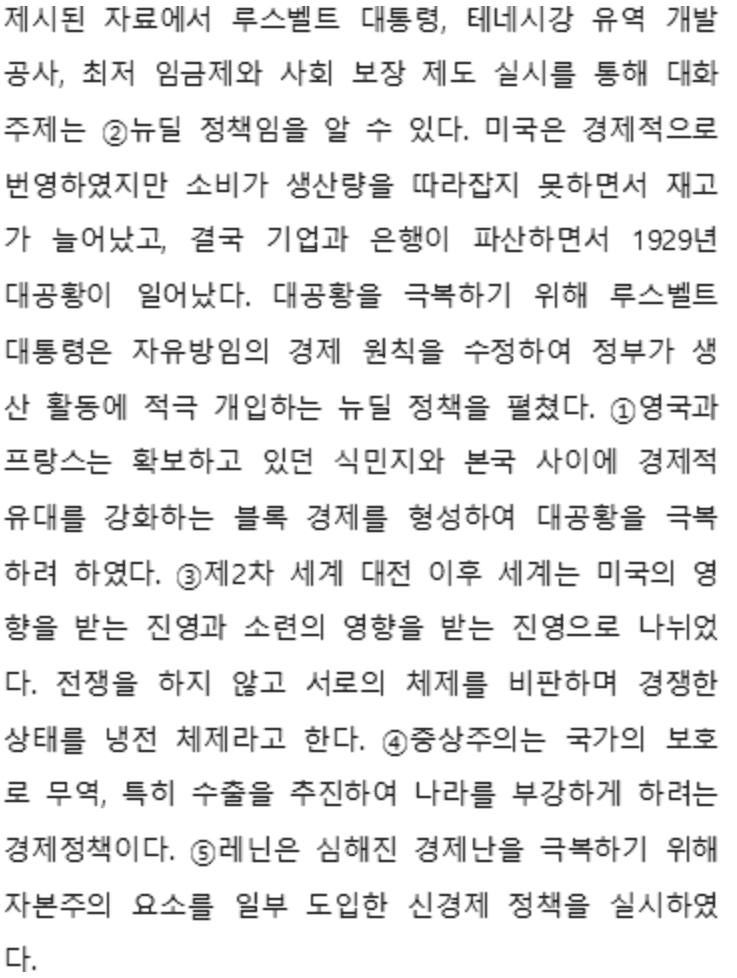 제시된 자료에서 루스벨트 대통령, 테네시강 유역 개발
공사, 최저 임금제와 사회 보장 제도 실시를 통해 대화
주제는 ②뉴딜 정책임을 알 수 있다. 미국은 경제적으로
번영하였지만 소비가 생산량을 따라잡지 못하면서 재고
가 늘어났고, 결국 기업과 은행이 파산하면서 1929년
대공황이 일어났다. 대공황을 극복하기 위해 루스벨트
대통령은 자유방임의 경제 원칙을 수정하여 정부가 생
산 활동에 적극 개입하는 뉴딜 정책을 펼쳤다. ①영국과
프랑스는 확보하고 있던 식민지와 본국 사이에 경제적
유대를 강화하는 블록 경제를 형성하여 대공황을 극복
하려 하였다. ③제2차 세계 대전 이후 세계는 미국의 영
향을 받는 진영과 소련의 영향을 받는 진영으로 나뉘었
다. 전쟁을 하지 않고 서로의 체제를 비판하며 경쟁한
상태를 냉전 체제라고 한다. ④중상주의는 국가의 보호
로 무역, 특히 수출을 추진하여 나라를 부강하게 하려는
경제정책이다. ⑤레닌은 심해진 경제난을 극복하기 위해
자본주의 요소를 일부 도입한 신경제 정책을 실시하였
다.